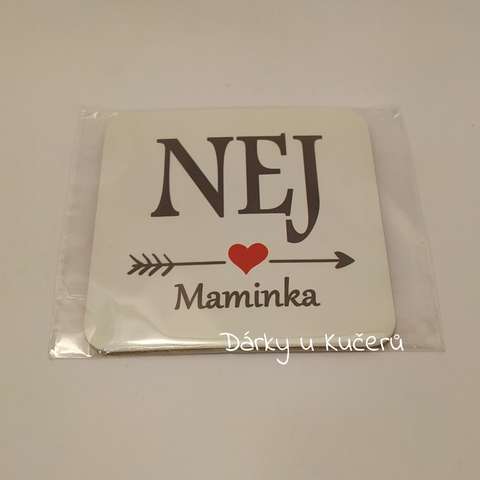 NEJ
Maminka
Dárky u Kučerů